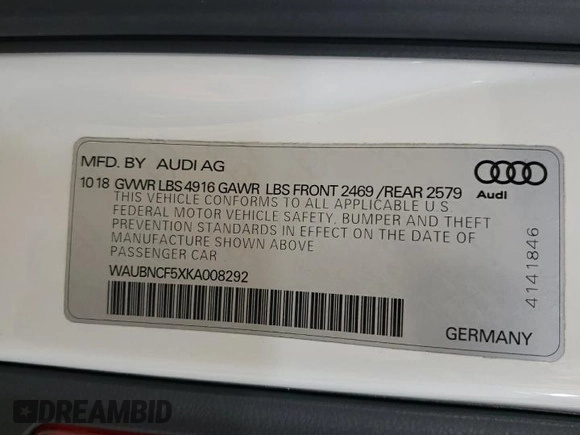 MFD. BY AUDI AG
10 18 GVWR LBS 4916 GAWR LBS FRONT 2469 /REAR 2579
THIS VEHICLE CONFORMS TO ALL APPLICABLE U.S.
FEDERAL MOTOR VEHICLE SAFETY, BUMPER AND THEFT
PREVENTION STANDARDS IN EFFECT ON THE DATE OF
MANUFACTURE SHOWN ABOVE
PASSENGER CAR
WAUBNCF5XKA008292
Audi
4141846
GERMANY
DREAMBID